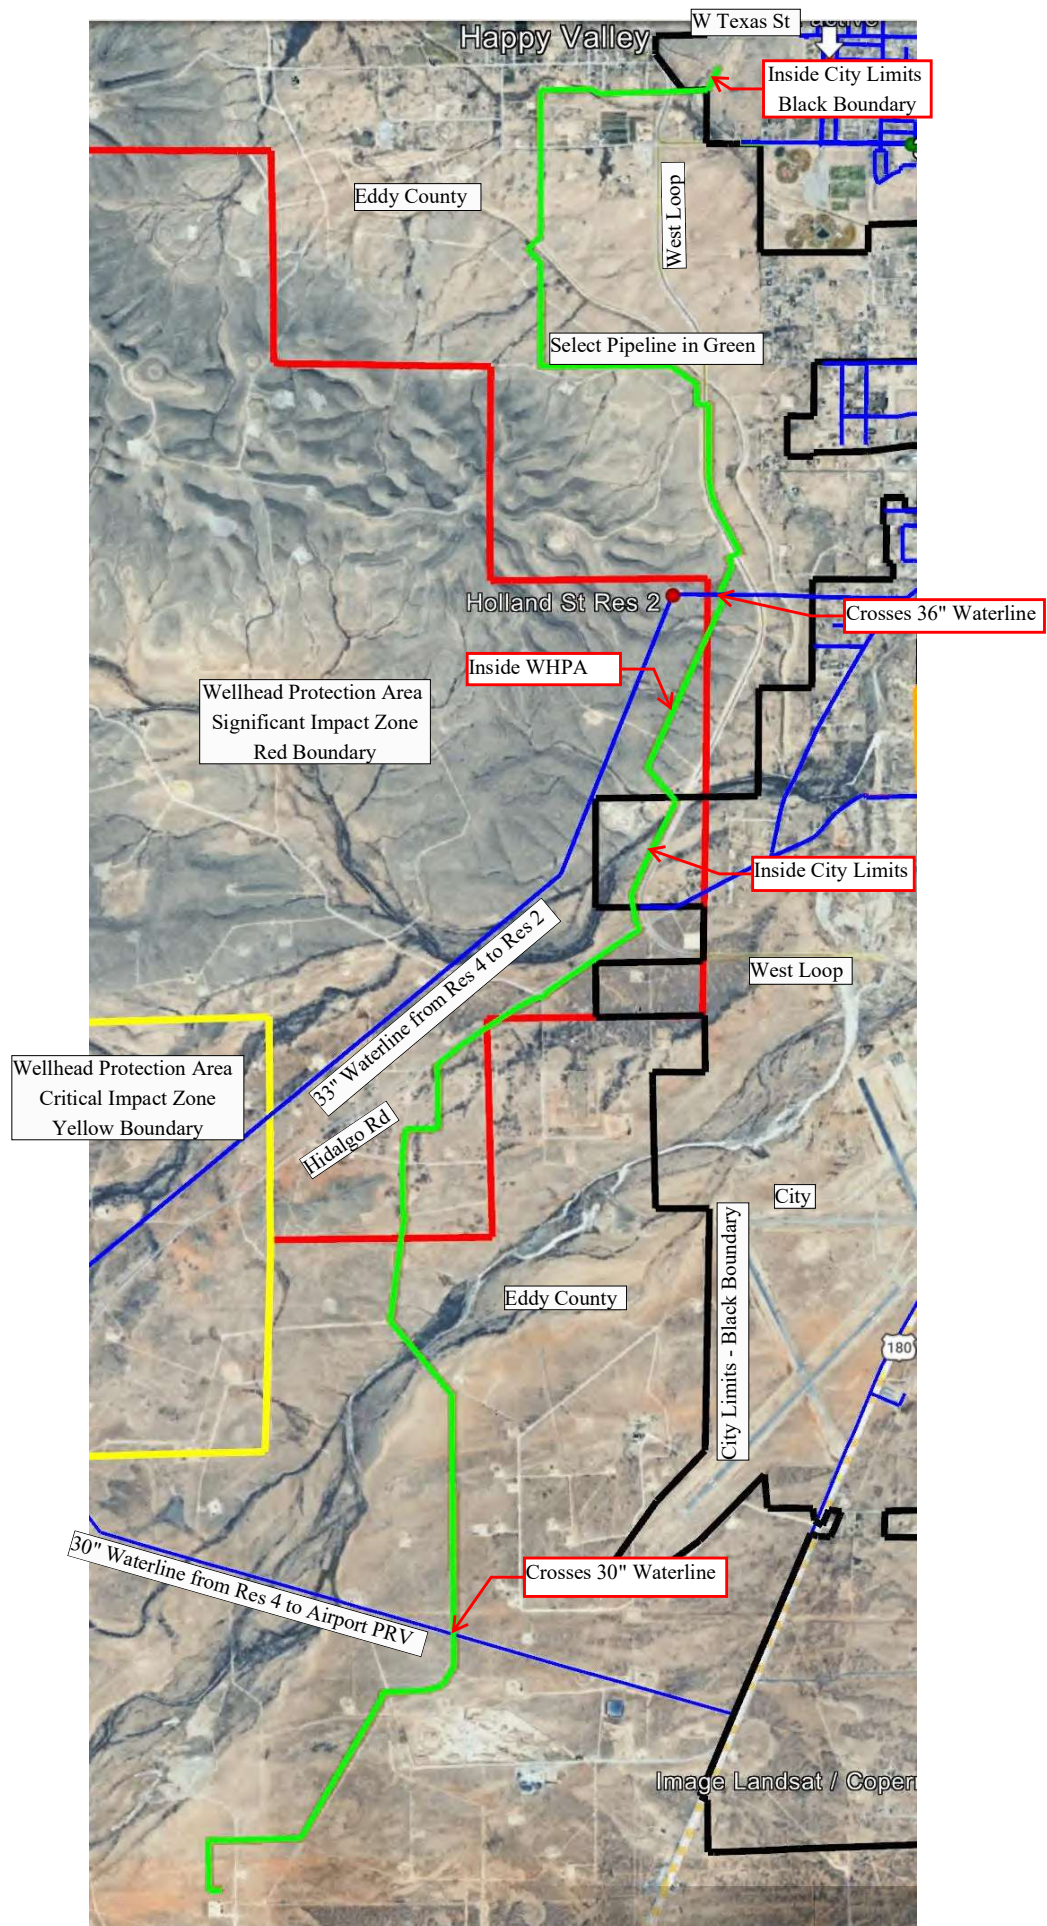 W Texas St
active
Happy Valley
Inside City Limits
Black Boundary
Eddy County
West Loop
Select Pipeline in Green
Holland St Res 2
Crosses 36" Waterline
Inside WHPA
Wellhead Protection Area
Significant Impact Zone
Red Boundary
Inside City Limits
33" Waterline from Res 4 to Res 2
West Loop
Wellhead Protection Area
Critical Impact Zone
Yellow Boundary
Hidalgo Rd
City
City Limits - Black Boundary
Eddy County
180
30" Waterline from Res 4 to Airport PRV
Crosses 30" Waterline
Image Landsat / Coper